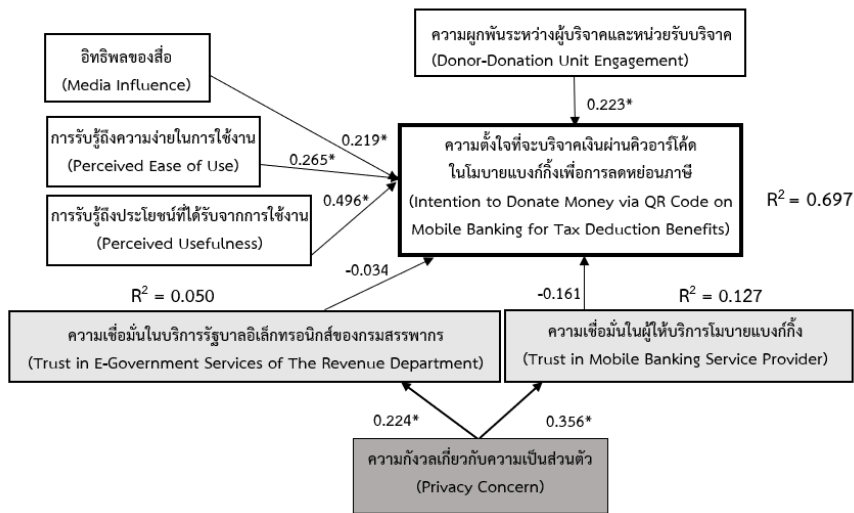 อิทธิพลของสื่อ
(Media Influence)
ความผูกพันระหว่างผู้บริจาคและหน่วยรับบริจาค
(Donor-Donation Unit Engagement)
0.223*
0.219*
การรับรู้ถึงความง่ายในการใช้งาน
(Perceived Ease of Use)
0.265*
ความตั้งใจที่จะบริจาคเงินผ่านคิวอาร์โค้ด
ในโมบายแบงก์กิ้งเพื่อการลดหย่อนภาษี
(Intention to Donate Money via QR Code on
Mobile Banking for Tax Deduction Benefits)
R² = 0.697
การรับรู้ถึงประโยชน์ที่ได้รับจากการใช้งาน
(Perceived Usefulness)
0.496*
-0.034
-0.161
R² = 0.050
R² = 0.127
ความเชื่อมั่นในบริการรัฐบาลอิเล็กทรอนิกส์ของกรมสรรพากร
(Trust in E-Government Services of The Revenue Department)
ความเชื่อมั่นในผู้ให้บริการโมบายแบงก์กิ้ง
(Trust in Mobile Banking Service Provider)
0.224*
0.356*
ความกังวลเกี่ยวกับความเป็นส่วนตัว
(Privacy Concern)